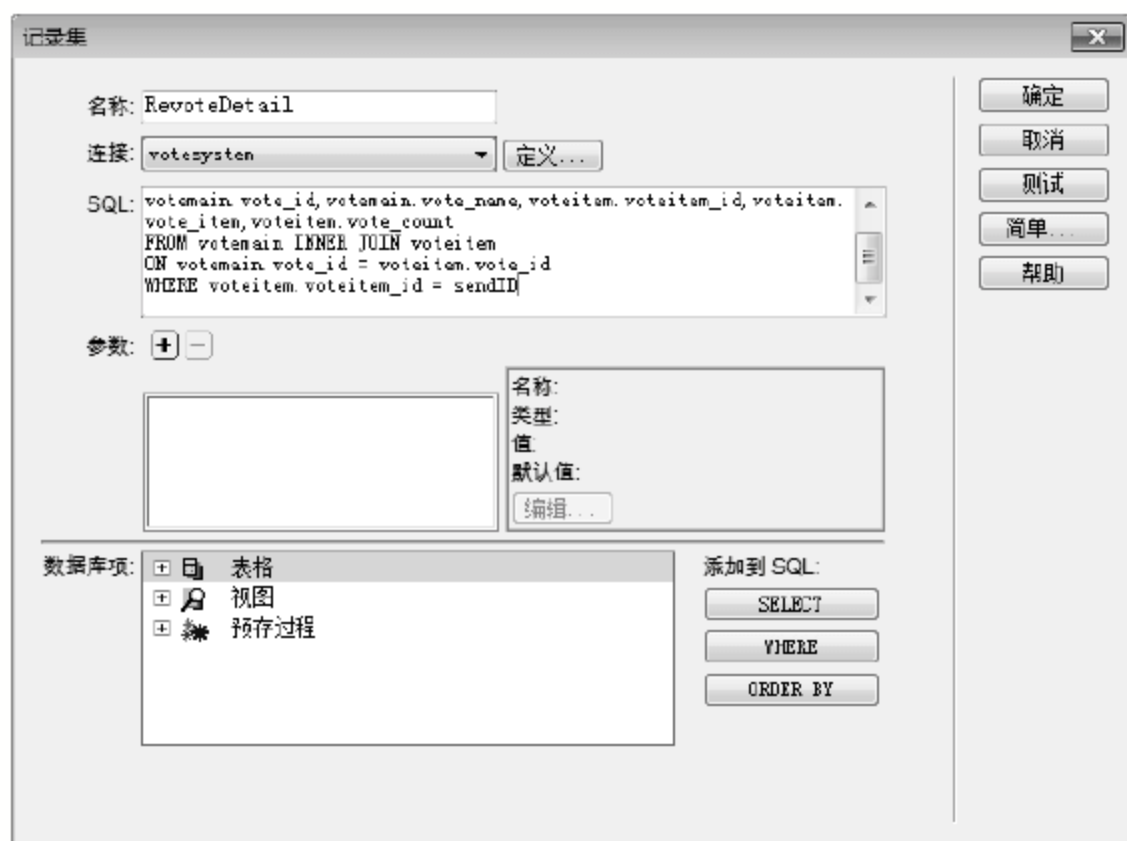 记录集
名称: RevoteDetail
连接: votesystem 定义...
SQL: votemain.vote_id, votemain.vote_name, voteitem.voteitem_id, voteitem.
vote_item, voteitem.vote_count
FROM votemain INNER JOIN voteitem
ON votemain.vote_id = voteitem.vote_id
WHERE voteitem.voteitem_id = sendID
参数:
名称:
类型:
值:
默认值:
编辑...
数据库项: 表格
视图
预存过程
添加到 SQL:
SELECT
WHERE
ORDER BY
确定
取消
测试
简单...
帮助